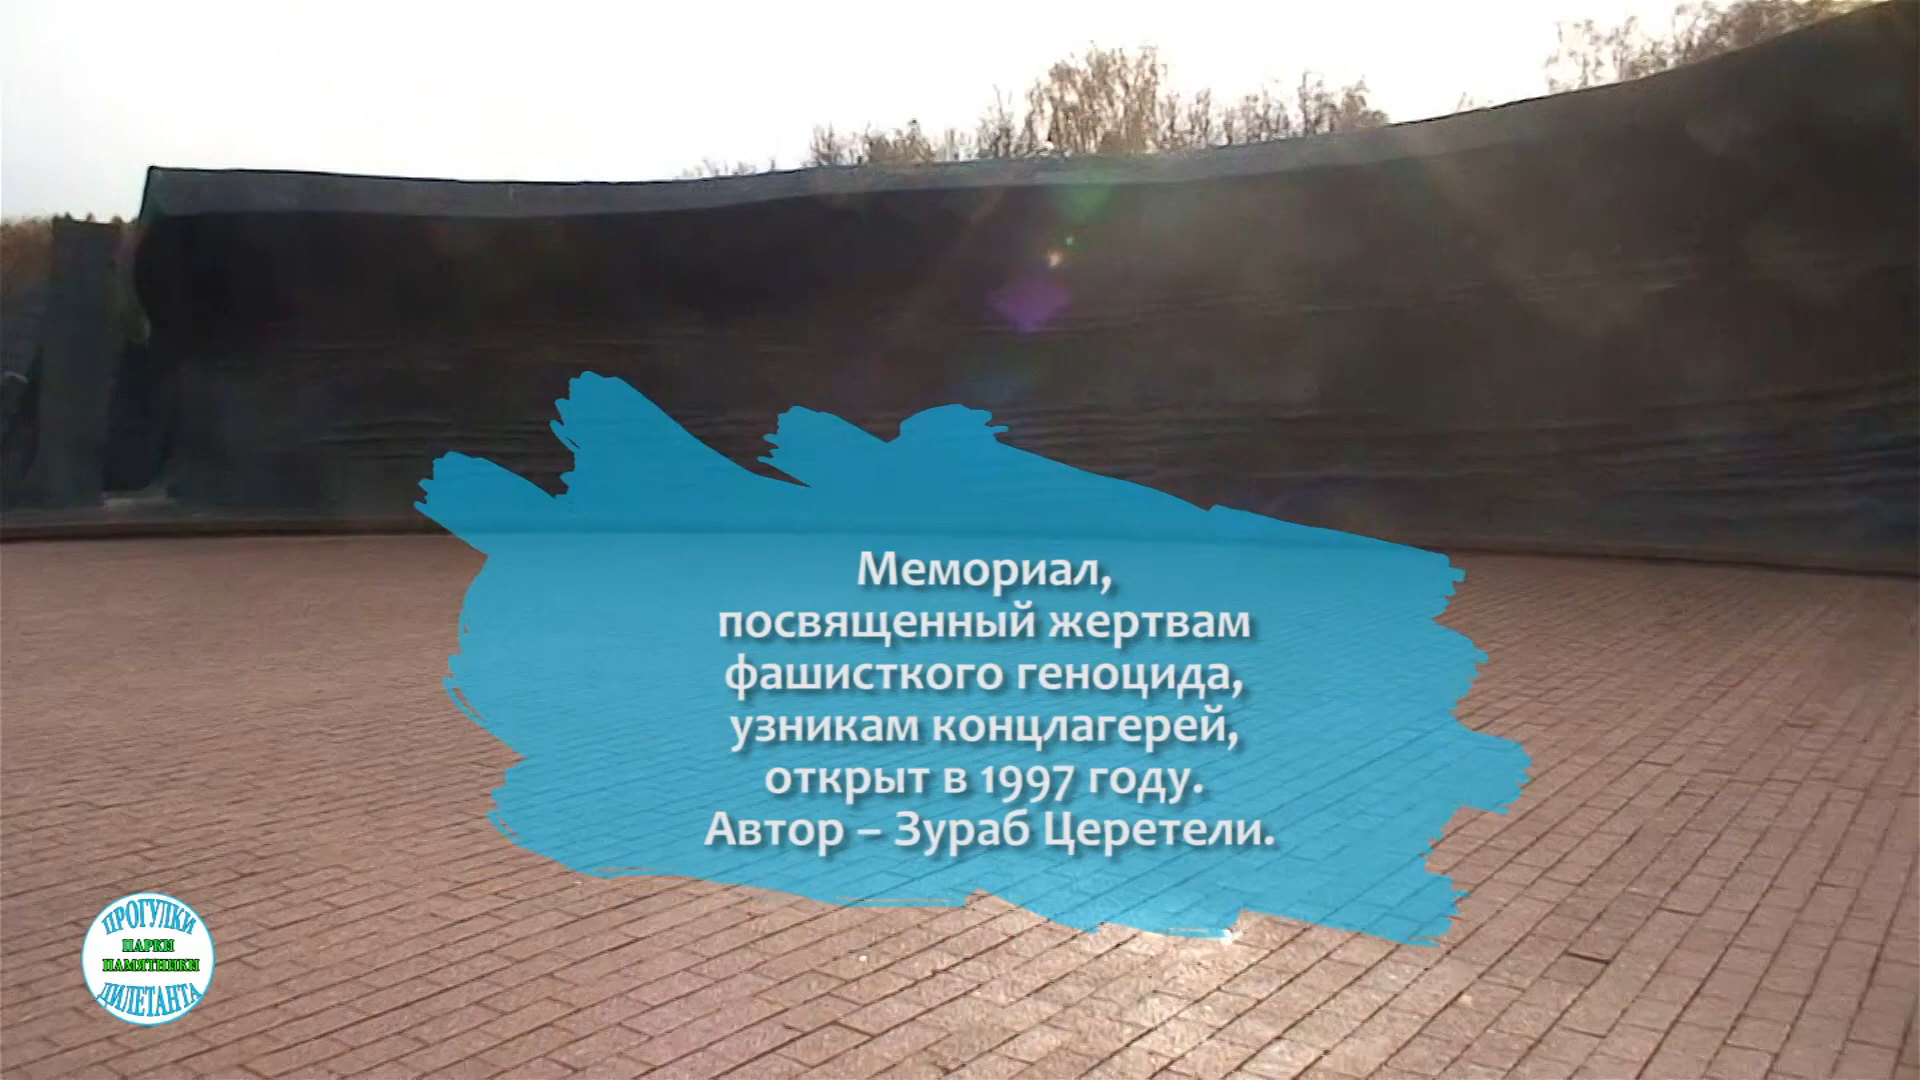 Мемориал,
посвященный жертвам
фашисткого геноцида,
узникам концлагерей,
открыт в 1997 году.
Автор – Зураб Церетели.
ПРОГУЛКИ
ПАРКИ
ПАМЯТНИКИ
ДИЛЕТАНТА